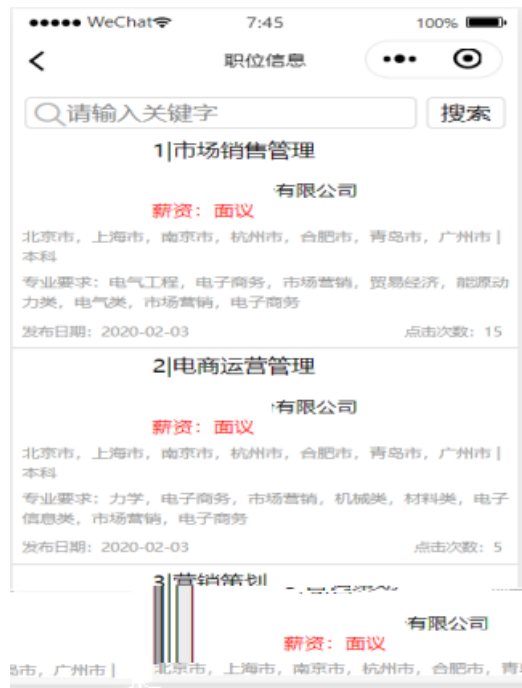 WeChat 7:45 100%
职位信息
请输入关键字 搜索
1|市场销售管理
有限公司
薪资：面议
北京市，上海市，南京市，杭州市，合肥市，青岛市，广州市|
本科
专业要求：电气工程，电子商务，市场营销，贸易经济，能源动
力类，电气类，市场营销，电子商务
发布日期：2020-02-03 点击次数：15
2|电商运营管理
有限公司
薪资：面议
北京市，上海市，南京市，杭州市，合肥市，青岛市，广州市|
本科
专业要求：力学，电子商务，市场营销，机械类，材料类，电子
信息类，市场营销，电子商务
发布日期：2020-02-03 点击次数：5
3|营销策划
有限公司
薪资：面议
市，广州市| 北京市，上海市，南京市，杭州市，合肥市，青